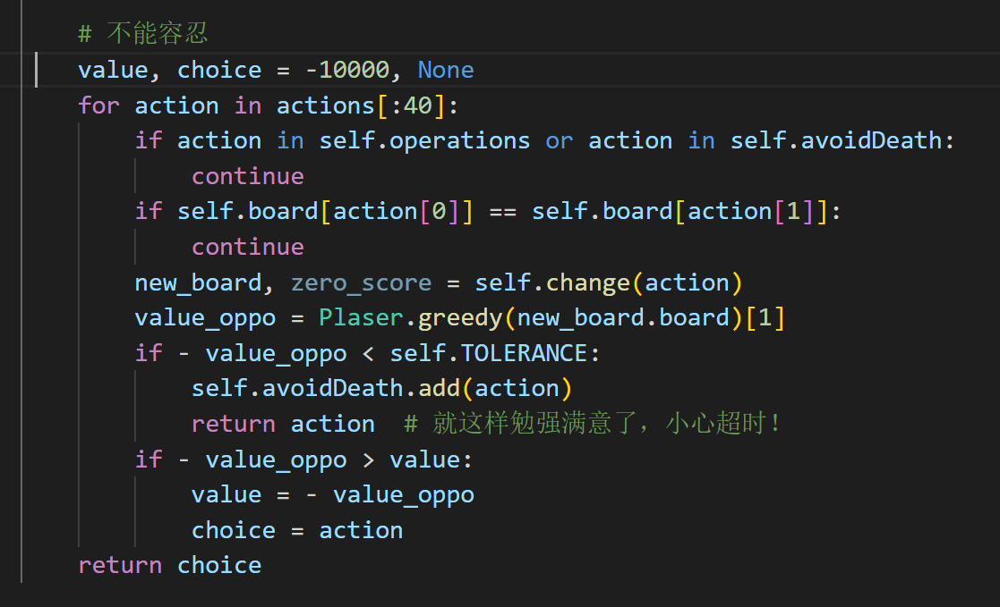 # 不能容忍
value, choice = -10000, None
for action in actions[:40]:
    if action in self.operations or action in self.avoidDeath:
        continue
    if self.board[action[0]] == self.board[action[1]]:
        continue
    new_board, zero_score = self.change(action)
    value_oppo = Plaser.greedy(new_board.board)[1]
    if - value_oppo < self.TOLERANCE:
        self.avoidDeath.add(action)
        return action  # 就这样勉强满意了，小心超时！
    if - value_oppo > value:
        value = - value_oppo
        choice = action
return choice